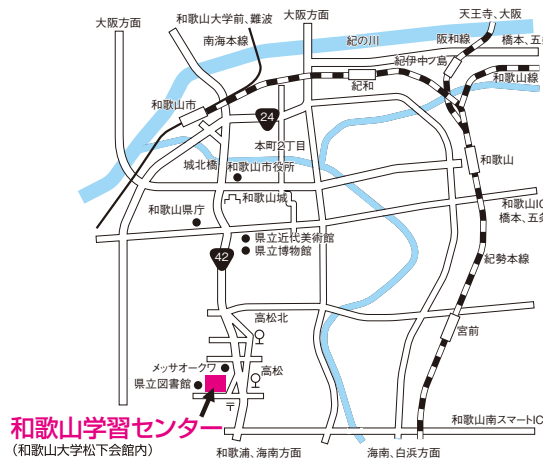 天王寺、大阪
大阪方面
和歌山大学前、難波
大阪方面
南海本線
紀の川
阪和線
橋本、五
紀伊中ノ島
和歌山線
紀和
和歌山市
24
本町2丁目
城北橋
和歌山市役所
和歌山
和歌山城
和歌山県庁
和歌山IC
橋本、五条
県立近代美術館
県立博物館
42
紀勢本線
高松北
宮前
メッサオークワ
高松
県立図書館
〒
和歌山学習センター
(和歌山大学松下会館内)
和歌山南スマートIC
和歌浦、海南方面
海南、白浜方面